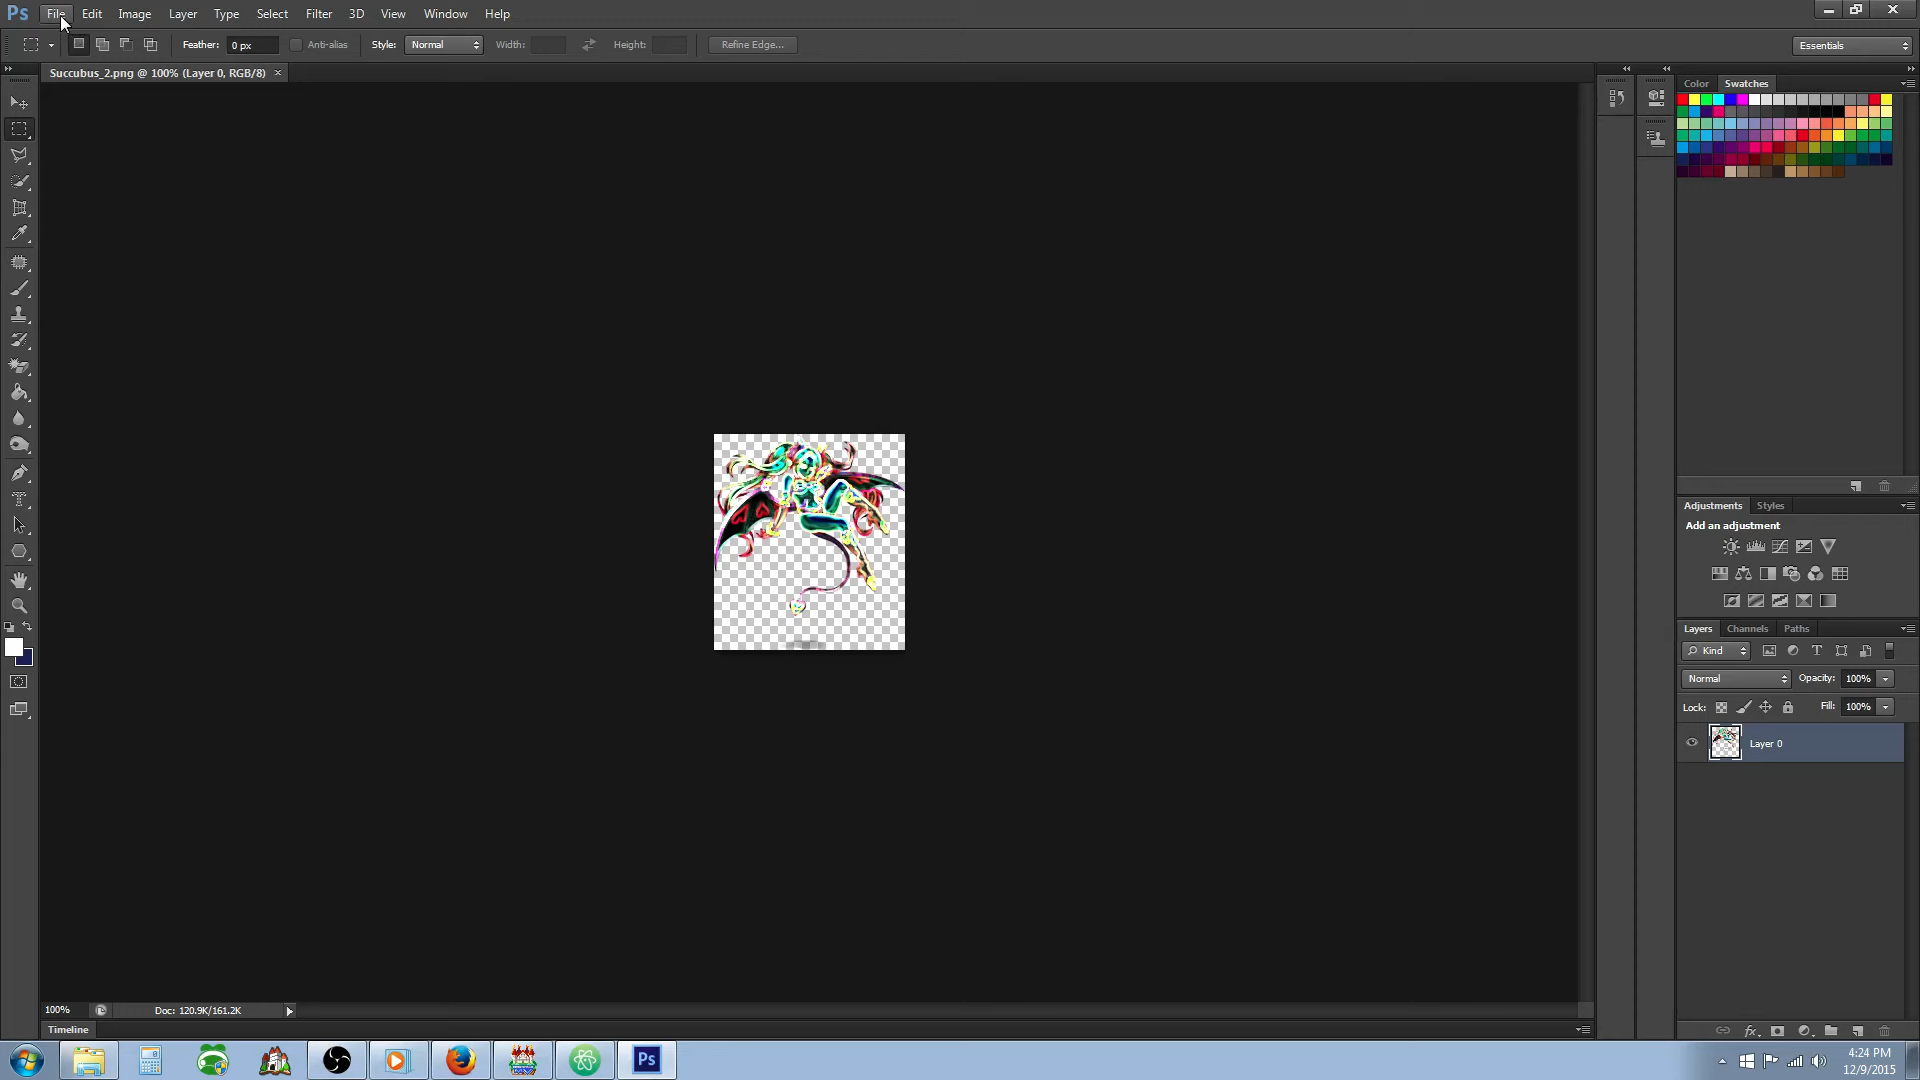 Ps File Edit Image Layer Type Select Filter 3D View Window Help
Feather: 0 px Anti-alias Style: Normal Width: Height: Refine Edge... Essentials
Succubus_2.png @ 100% (Layer 0, RGB/8) ×
Color Swatches
Adjustments Styles
Add an adjustment
Layers Channels Paths
Kind
Normal Opacity: 100%
Lock: Fill: 100%
Layer 0
100% Doc: 120.9K/161.2K
Timeline
Ps
4:24 PM
12/9/2015